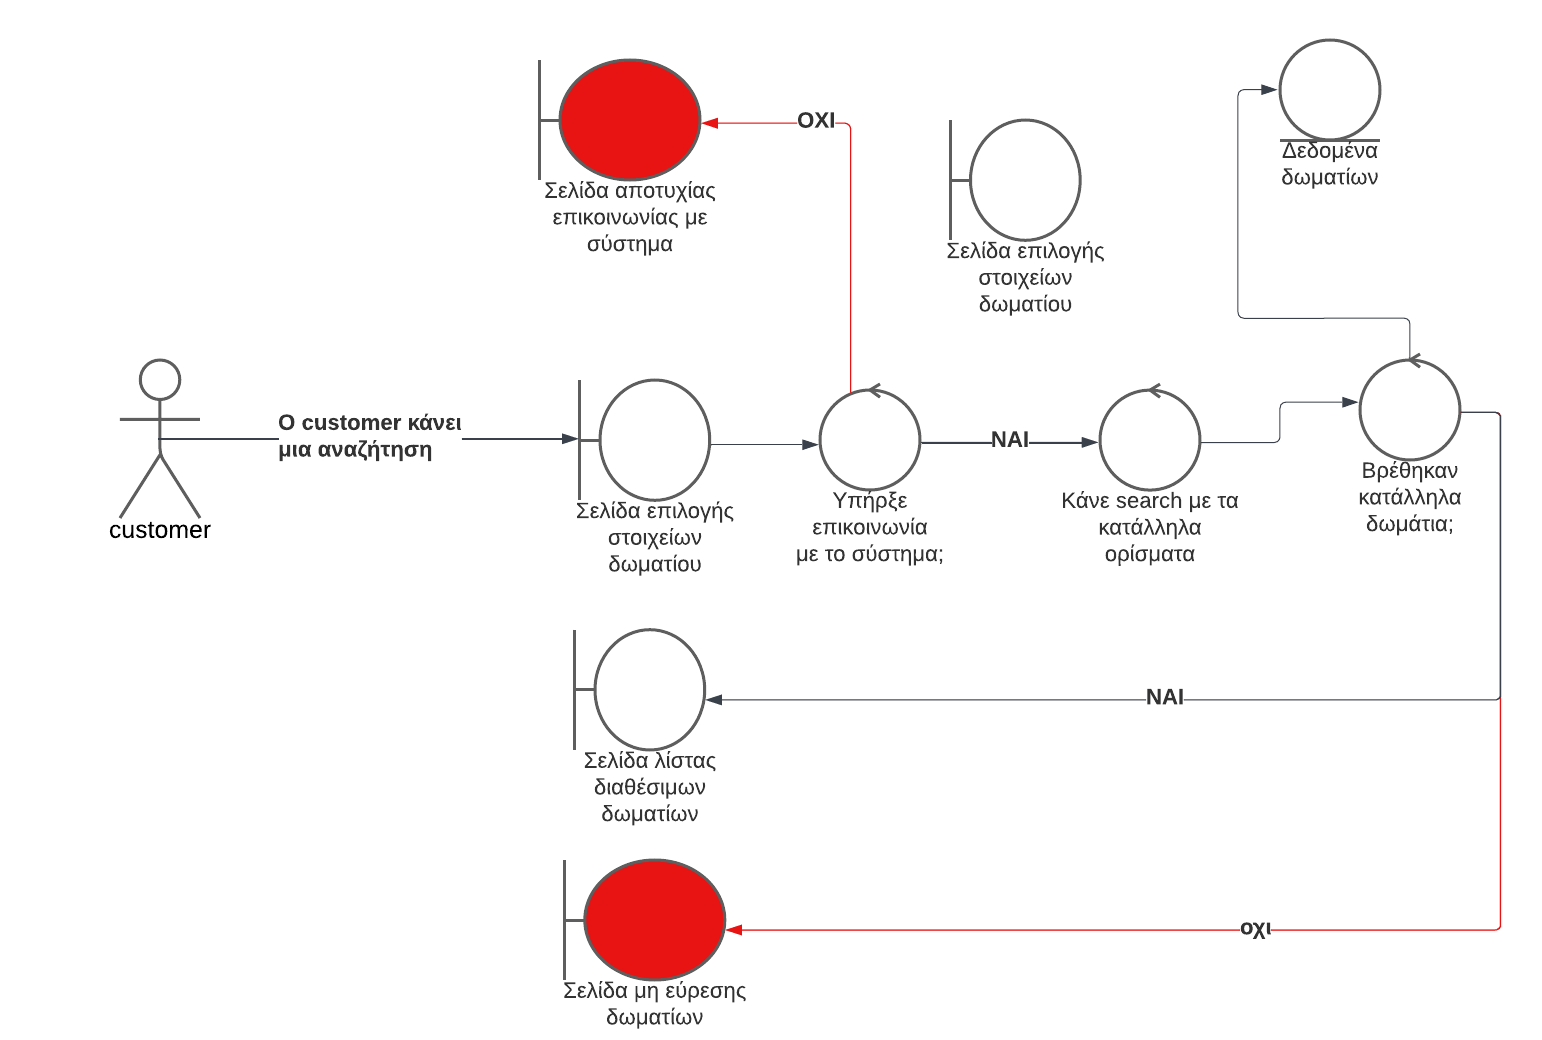 ΟΧΙ
Σελίδα αποτυχίας
επικοινωνίας με
σύστημα
Σελίδα επιλογής
στοιχείων
δωματίου
Δεδομένα
δωματίων
Ο customer κάνει
μια αναζήτηση
customer
Σελίδα επιλογής
στοιχείων
δωματίου
Υπήρξε
επικοινωνία
με το σύστημα;
ΝΑΙ
Κάνε search με τα
κατάλληλα
ορίσματα
Βρέθηκαν
κατάλληλα
δωμάτια;
ΝΑΙ
Σελίδα λίστας
διαθέσιμων
δωματίων
οχι
Σελίδα μη εύρεσης
δωματίων